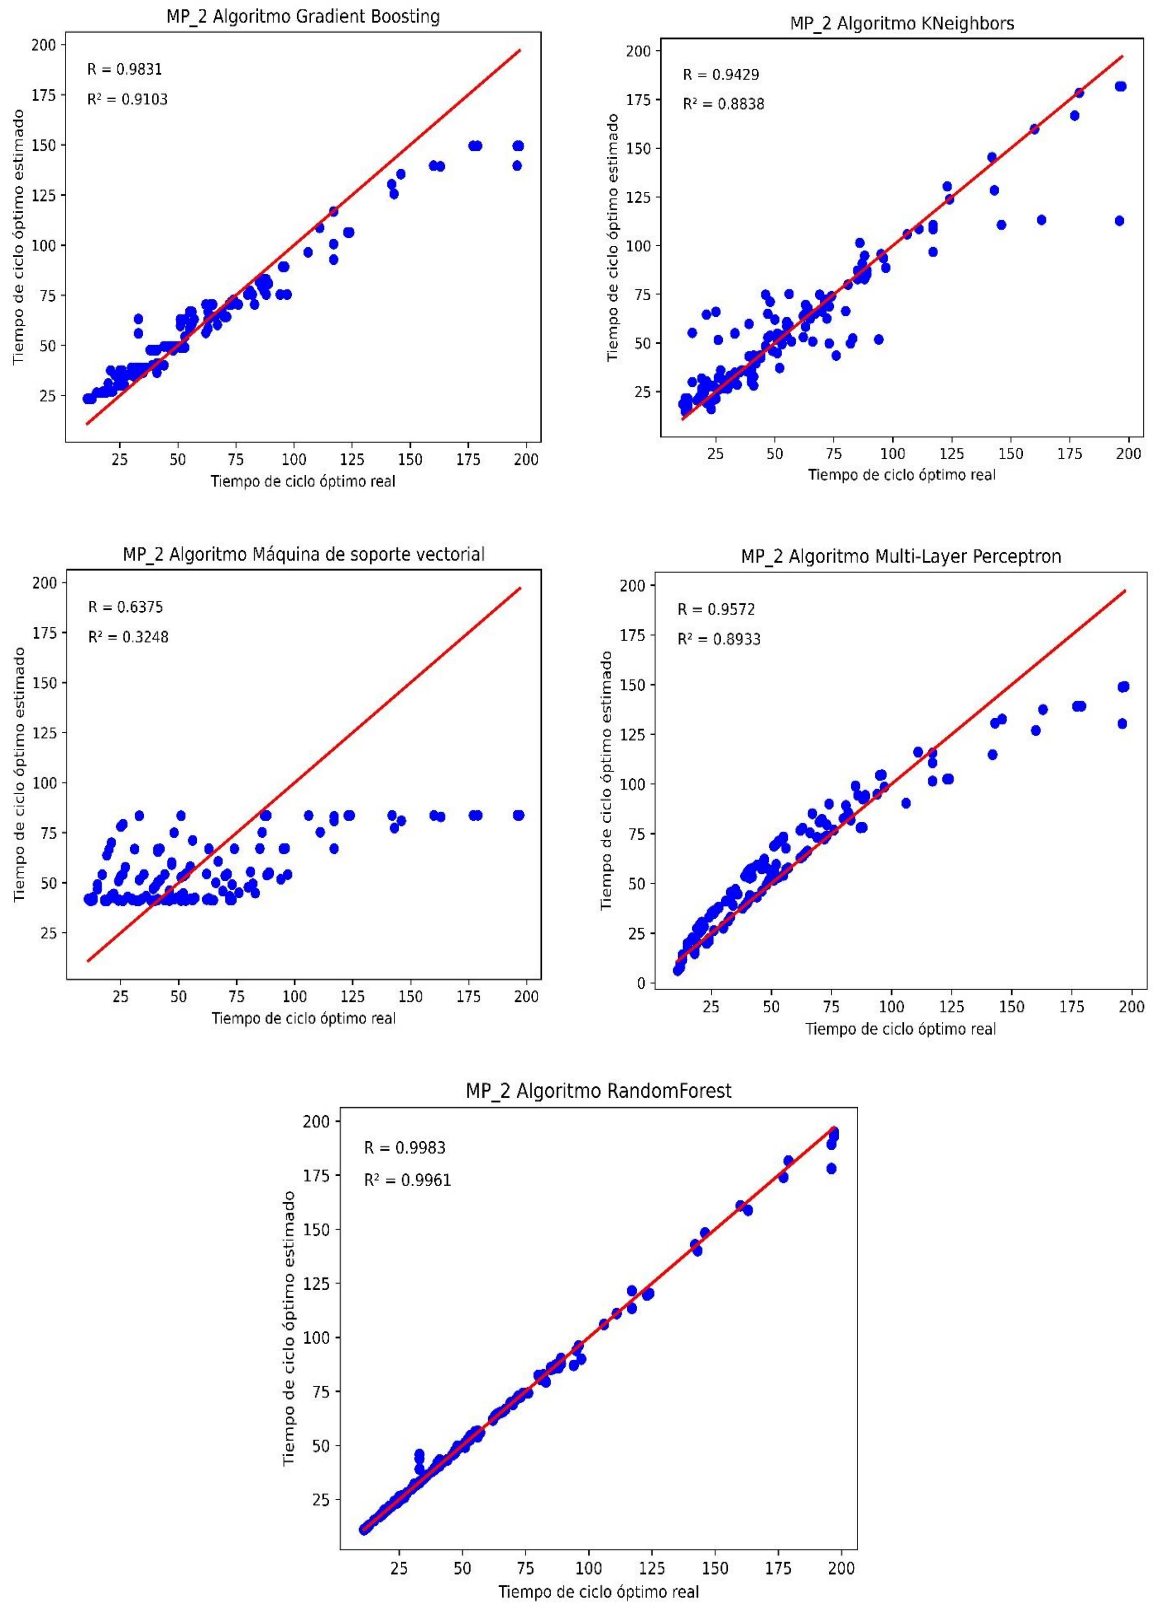 MP_2 Algoritmo Gradient Boosting
R = 0.9831
R² = 0.9103
200
175
150
125
100
75
50
25
25 50 75 100 125 150 175 200
Tiempo de ciclo óptimo estimado
Tiempo de ciclo óptimo real
MP_2 Algoritmo KNeighbors
R = 0.9429
R² = 0.8838
200
175
150
125
100
75
50
25
25 50 75 100 125 150 175 200
Tiempo de ciclo óptimo estimado
Tiempo de ciclo óptimo real
MP_2 Algoritmo Máquina de soporte vectorial
R = 0.6375
R² = 0.3248
200
175
150
125
100
75
50
25
25 50 75 100 125 150 175 200
Tiempo de ciclo óptimo estimado
Tiempo de ciclo óptimo real
MP_2 Algoritmo Multi-Layer Perceptron
R = 0.9572
R² = 0.8933
200
175
150
125
100
75
50
25
0
25 50 75 100 125 150 175 200
Tiempo de ciclo óptimo estimado
Tiempo de ciclo óptimo real
MP_2 Algoritmo RandomForest
R = 0.9983
R² = 0.9961
200
175
150
125
100
75
50
25
25 50 75 100 125 150 175 200
Tiempo de ciclo óptimo estimado
Tiempo de ciclo óptimo real